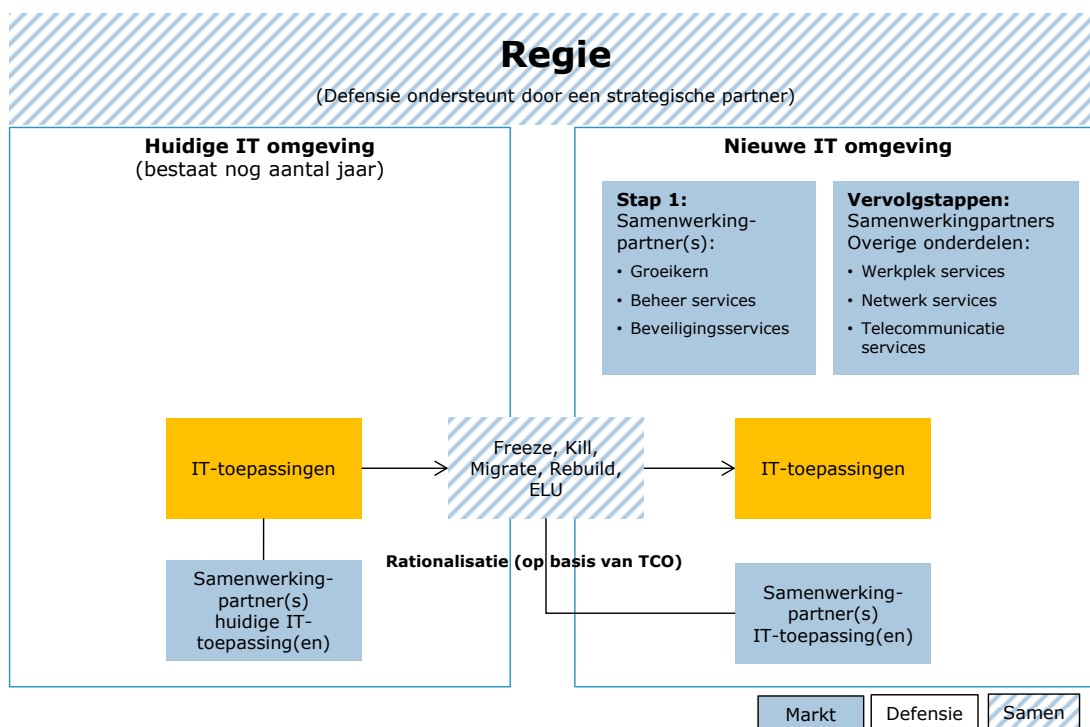 Regie
(Defensie ondersteunt door een strategische partner)
Huidige IT omgeving
(bestaat nog aantal jaar)
Nieuwe IT omgeving
Stap 1:
Samenwerking-
partner(s):
• Groeikern
• Beheer services
• Beveiligingsservices
Vervolgstappen:
Samenwerkingpartners
Overige onderdelen:
• Werkplek services
• Netwerk services
• Telecommunicatie
services
IT-toepassingen
Freeze, Kill,
Migrate, Rebuild,
ELU
IT-toepassingen
Rationalisatie (op basis van TCO)
Samenwerking-
partner(s)
huidige IT-
toepassing(en)
Samenwerking-
partner(s)
IT-toepassing(en)
Markt
Defensie
Samen